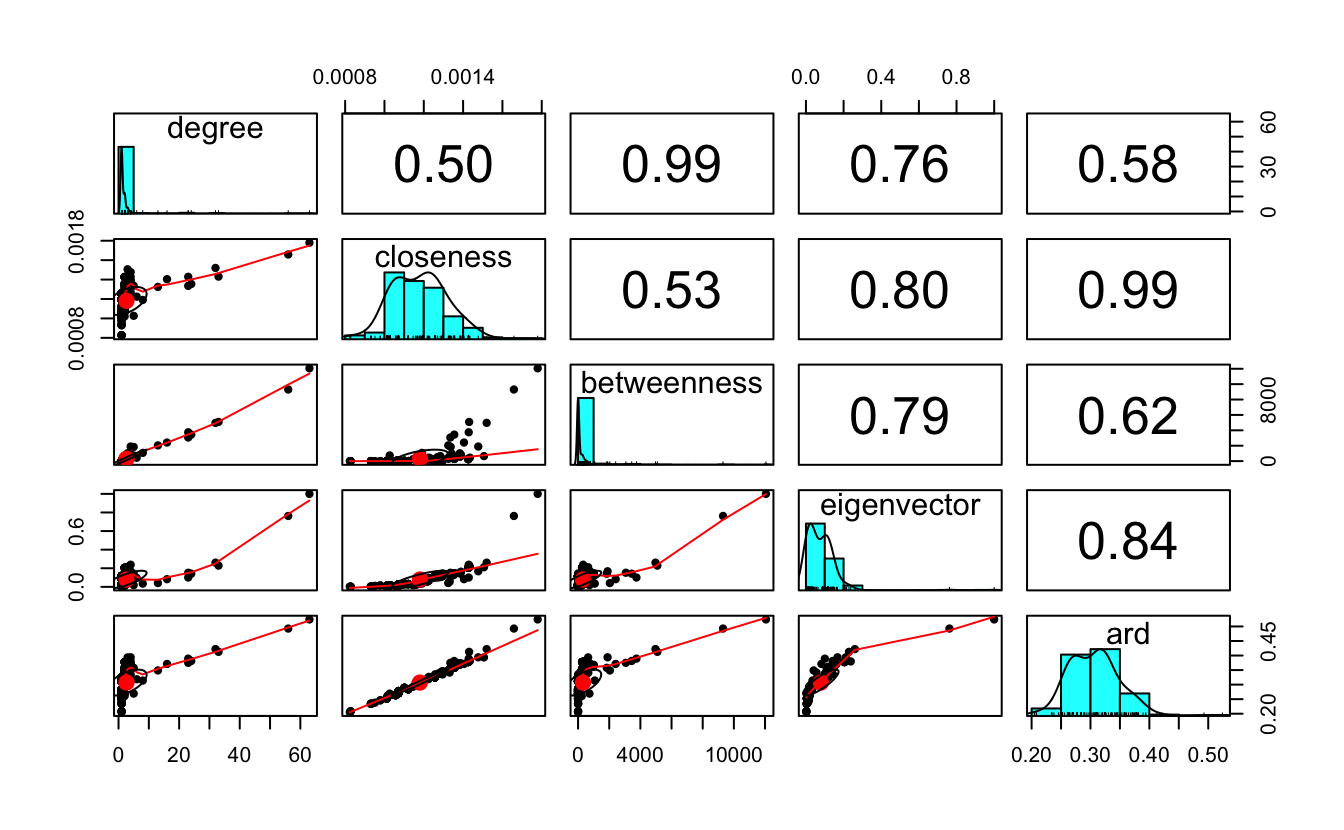 0.0008 0.0014 0.0 0.4 0.8
degree 0.50 0.99 0.76 0.58 0 30 60
0.0008 0.0018 closeness 0.53 0.80 0.99
betweenness 0.79 0.62 0 8000
0.0 0.6 eigenvector 0.84
ard 0.20 0.45
0 20 40 60 0 4000 10000 0.20 0.30 0.40 0.50